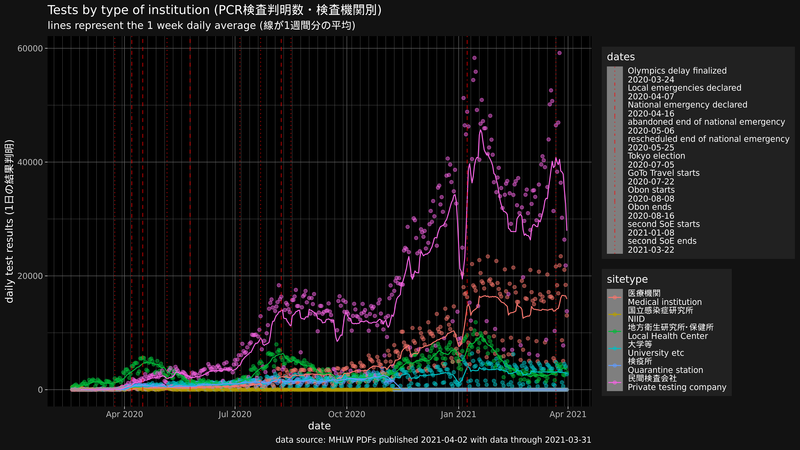 Tests by type of institution (PCR検査判明数・検査機関別)
lines represent the 1 week daily average (線が1週間分の平均)
60000
40000
20000
0
daily test results (1日の結果判明)
Apr 2020
Jul 2020
Oct 2020
Jan 2021
Apr 2021
date
data source: MHLW PDFs published 2021-04-02 with data through 2021-03-31
dates
Olympics delay finalized
2020-03-24
Local emergencies declared
2020-04-07
National emergency declared
2020-04-16
abandoned end of national emergency
2020-05-06
rescheduled end of national emergency
2020-05-25
Tokyo election
2020-07-05
GoTo Travel starts
2020-07-22
Obon starts
2020-08-08
Obon ends
2020-08-16
second SoE starts
2021-01-08
second SoE ends
2021-03-22
sitetype
医療機関
Medical institution
国立感染症研究所
NIID
地方衛生研究所・保健所
Local Health Center
大学等
University etc
検疫所
Quarantine station
民間検査会社
Private testing company